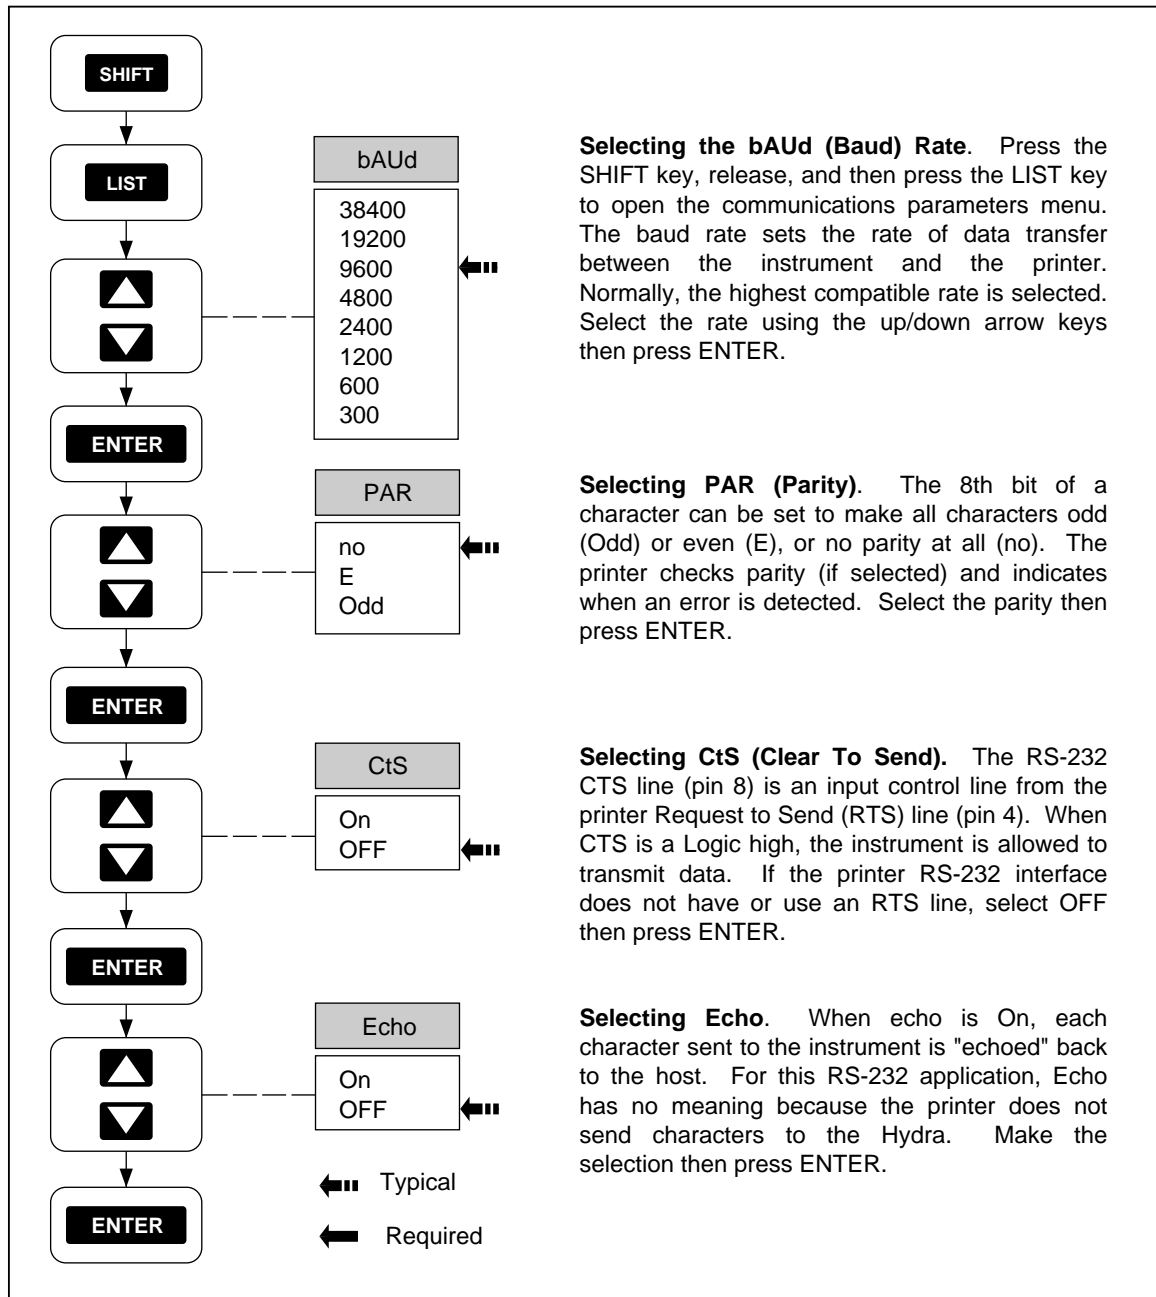 SHIFT
LIST
bAUd
38400
19200
9600
4800
2400
1200
600
300
Selecting the bAUd (Baud) Rate. Press the
SHIFT key, release, and then press the LIST key
to open the communications parameters menu.
The baud rate sets the rate of data transfer
between the instrument and the printer.
Normally, the highest compatible rate is selected.
Select the rate using the up/down arrow keys
then press ENTER.
ENTER
PAR
no
E
Odd
Selecting PAR (Parity). The 8th bit of a
character can be set to make all characters odd
(Odd) or even (E), or no parity at all (no). The
printer checks parity (if selected) and indicates
when an error is detected. Select the parity then
press ENTER.
ENTER
CtS
On
OFF
Selecting CtS (Clear To Send). The RS-232
CTS line (pin 8) is an input control line from the
printer Request to Send (RTS) line (pin 4). When
CTS is a Logic high, the instrument is allowed to
transmit data. If the printer RS-232 interface
does not have or use an RTS line, select OFF
then press ENTER.
ENTER
Echo
On
OFF
Selecting Echo. When echo is On, each
character sent to the instrument is "echoed" back
to the host. For this RS-232 application, Echo
has no meaning because the printer does not
send characters to the Hydra. Make the
selection then press ENTER.
ENTER
Typical
Required